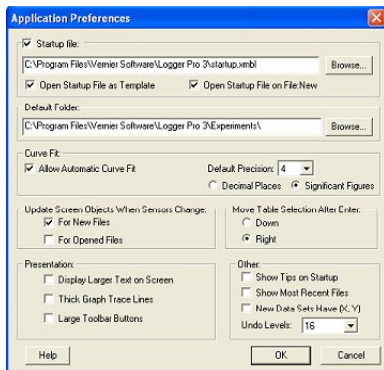 Application Preferences
Startup file:
C:\Program Files\Vernier Software\Logger Pro 3\startup.xmbl
Browse...
Open Startup File as Template
Open Startup File on File:New
Default Folder:
C:\Program Files\Vernier Software\Logger Pro 3\Experiments\
Browse...
Curve Fit:
Allow Automatic Curve Fit
Default Precision: 4
Decimal Places
Significant Figures
Update Screen Objects When Sensors Change:
For New Files
For Opened Files
Move Table Selection After Enter:
Down
Right
Presentation:
Display Larger Text on Screen
Thick Graph Trace Lines
Large Toolbar Buttons
Other:
Show Tips on Startup
Show Most Recent Files
New Data Sets Have (X, Y)
Undo Levels: 16
Help
OK
Cancel